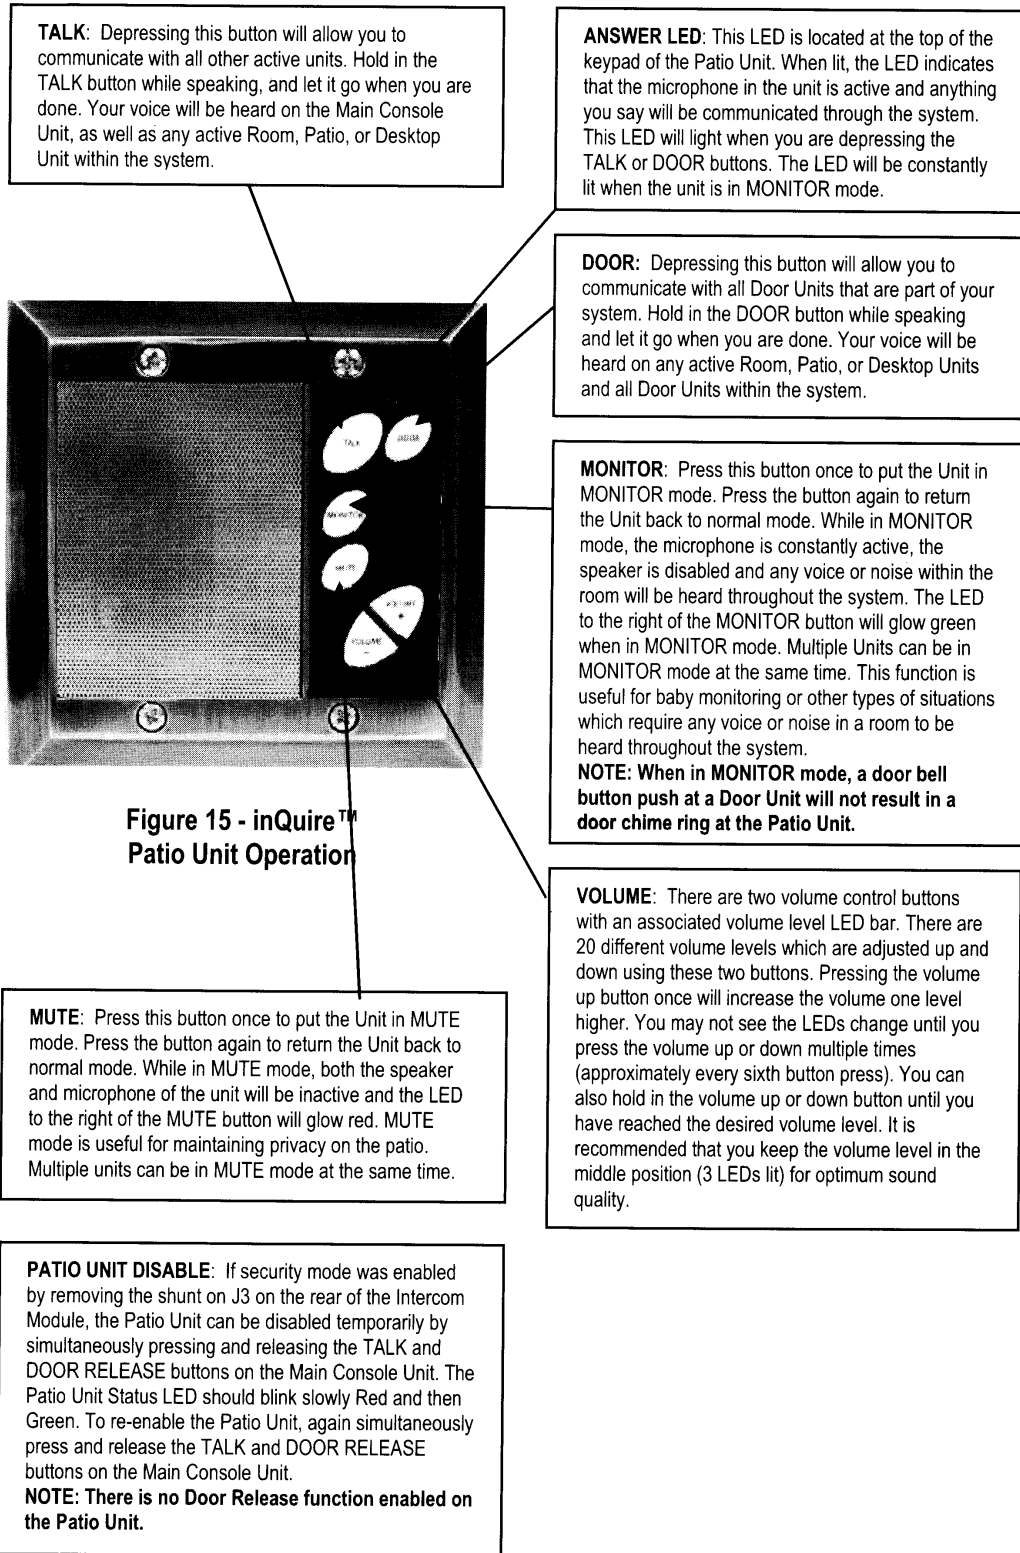 TALK: Depressing this button will allow you to
communicate with all other active units. Hold in the
TALK button while speaking, and let it go when you are
done. Your voice will be heard on the Main Console
Unit, as well as any active Room, Patio, or Desktop
Unit within the system.
ANSWER LED: This LED is located at the top of the
keypad of the Patio Unit. When lit, the LED indicates
that the microphone in the unit is active and anything
you say will be communicated through the system.
This LED will light when you are depressing the
TALK or DOOR buttons. The LED will be constantly
lit when the unit is in MONITOR mode.
DOOR: Depressing this button will allow you to
communicate with all Door Units that are part of your
system. Hold in the DOOR button while speaking
and let it go when you are done. Your voice will be
heard on any active Room, Patio, or Desktop Units
and all Door Units within the system.
TALK
DOOR
MONITOR
MUTE
VOLUME
+
VOLUME
–
MONITOR: Press this button once to put the Unit in
MONITOR mode. Press the button again to return
the Unit back to normal mode. While in MONITOR
mode, the microphone is constantly active, the
speaker is disabled and any voice or noise within the
room will be heard throughout the system. The LED
to the right of the MONITOR button will glow green
when in MONITOR mode. Multiple Units can be in
MONITOR mode at the same time. This function is
useful for baby monitoring or other types of situations
which require any voice or noise in a room to be
heard throughout the system.
NOTE: When in MONITOR mode, a door bell
button push at a Door Unit will not result in a
door chime ring at the Patio Unit.
Figure 15 - inQuire™
Patio Unit Operation
VOLUME: There are two volume control buttons
with an associated volume level LED bar. There are
20 different volume levels which are adjusted up and
down using these two buttons. Pressing the volume
up button once will increase the volume one level
higher. You may not see the LEDs change until you
press the volume up or down multiple times
(approximately every sixth button press). You can
also hold in the volume up or down button until you
have reached the desired volume level. It is
recommended that you keep the volume level in the
middle position (3 LEDs lit) for optimum sound
quality.
MUTE: Press this button once to put the Unit in MUTE
mode. Press the button again to return the Unit back to
normal mode. While in MUTE mode, both the speaker
and microphone of the unit will be inactive and the LED
to the right of the MUTE button will glow red. MUTE
mode is useful for maintaining privacy on the patio.
Multiple units can be in MUTE mode at the same time.
PATIO UNIT DISABLE: If security mode was enabled
by removing the shunt on J3 on the rear of the Intercom
Module, the Patio Unit can be disabled temporarily by
simultaneously pressing and releasing the TALK and
DOOR RELEASE buttons on the Main Console Unit. The
Patio Unit Status LED should blink slowly Red and then
Green. To re-enable the Patio Unit, again simultaneously
press and release the TALK and DOOR RELEASE
buttons on the Main Console Unit.
NOTE: There is no Door Release function enabled on
the Patio Unit.